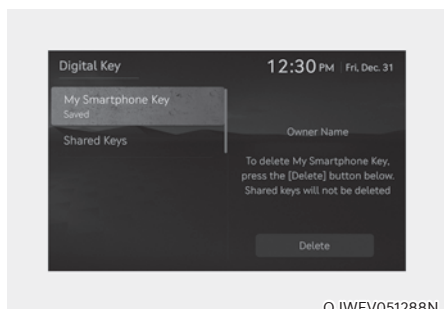 Digital Key
12:30 PM Fri, Dec. 31
My Smartphone Key
Saved
Shared Keys
Owner Name
To delete My Smartphone Key,
press the [Delete] button below.
Shared keys will not be deleted
Delete
OJWEV051288N